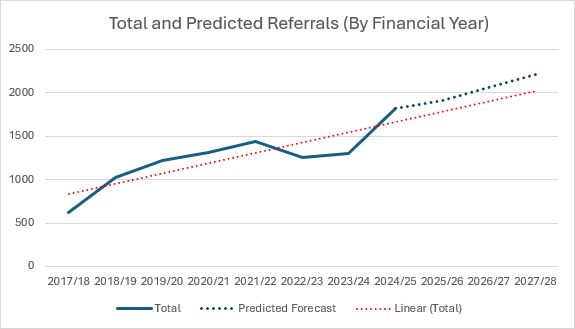 Total and Predicted Referrals (By Financial Year)
2500
2000
1500
1000
500
0
2017/18 2018/19 2019/20 2020/21 2021/22 2022/23 2023/24 2024/25 2025/26 2026/27 2027/28
Total Predicted Forecast Linear (Total)